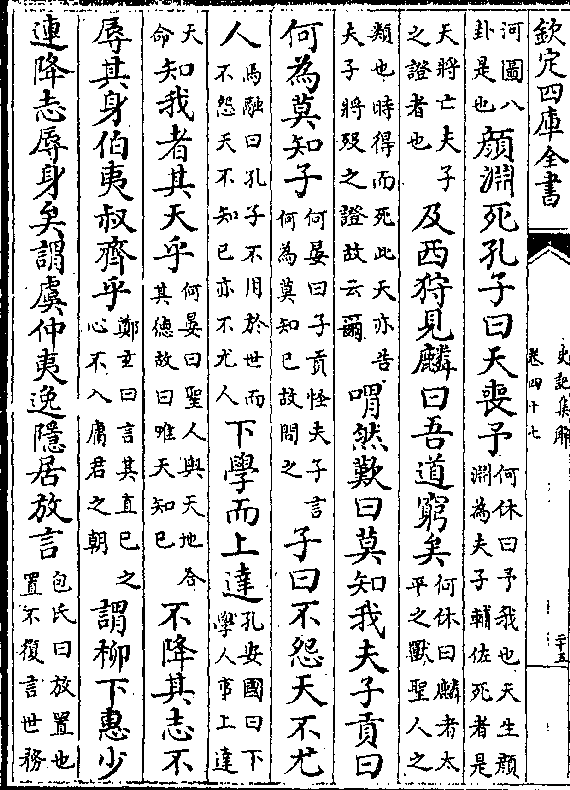 欽定四庫全書
史記集解
卷四十七
二十五
河圖八
卦是也
顔淵死孔子曰天喪予
何休曰予我也天生顔
淵為夫子輔佐死者是
天將亡夫子
之證者也
及西狩見麟曰吾道窮矣
何休曰麟者太
平之獸聖人之
類也時得而死此天亦告
夫子將殁之證故云爾
喟然歎曰莫知我夫子貢曰
何為莫知子
何晏曰子貢怪夫子言
何為莫知己故問之
子曰不怨天不尤
人
馬融曰孔子不用於世而
不怨天不知己亦不尤人
下學而上達
孔安國曰下
學人事上達
天
命
知我者其天乎
何晏曰聖人與天地合
其德故曰唯天知己
不降其志不
辱其身伯夷叔齊乎
鄭玄曰言其直己之
心不入庸君之朝
謂柳下惠少
連降志辱身矣謂虞仲夷逸隱居放言
包氏曰放置也
置不復言世務